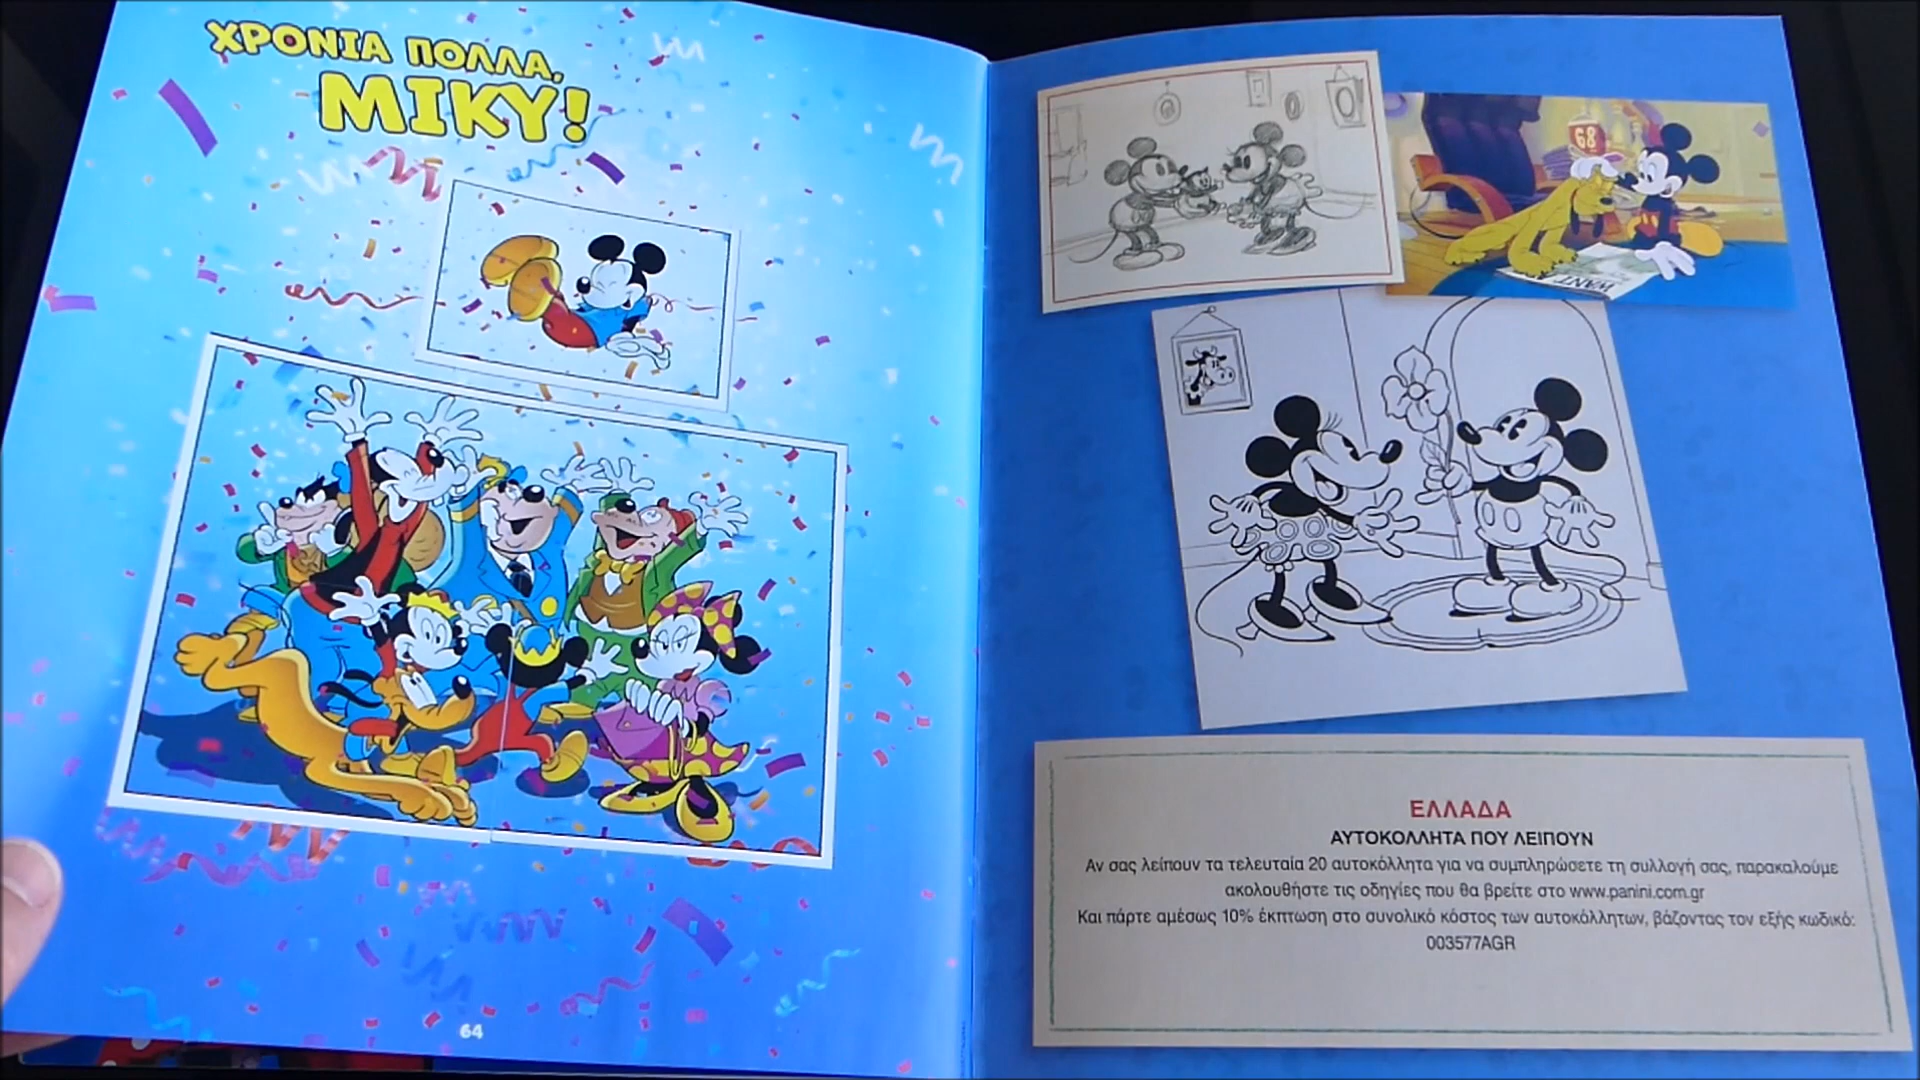 ΧΡΟΝΙΑ ΠΟΛΛΑ,
ΜΙΚΥ!
64
68
WANT
ΕΛΛΑΔΑ
ΑΥΤΟΚΟΛΛΗΤΑ ΠΟΥ ΛΕΙΠΟΥΝ
Αν σας λείπουν τα τελευταία 20 αυτοκόλλητα για να συμπληρώσετε τη συλλογή σας, παρακαλούμε
ακολουθήστε τις οδηγίες που θα βρείτε στο www.panini.com.gr
Και πάρτε αμέσως 10% έκπτωση στο συνολικό κόστος των αυτοκόλλητων, βάζοντας τον εξής κωδικό:
003577AGR